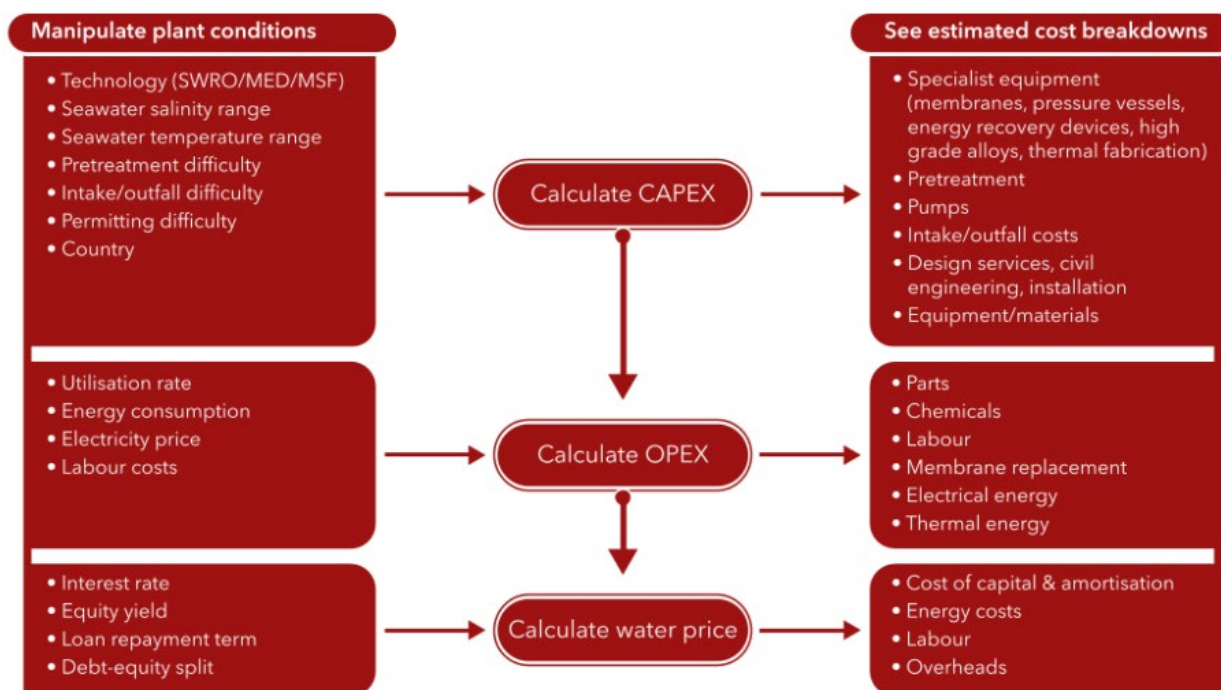 Manipulate plant conditions
• Technology (SWRO/MED/MSF)
• Seawater salinity range
• Seawater temperature range
• Pretreatment difficulty
• Intake/outfall difficulty
• Permitting difficulty
• Country
Calculate CAPEX
See estimated cost breakdowns
• Specialist equipment
(membranes, pressure vessels,
energy recovery devices, high
grade alloys, thermal fabrication)
• Pretreatment
• Pumps
• Intake/outfall costs
• Design services, civil
engineering, installation
• Equipment/materials
• Utilisation rate
• Energy consumption
• Electricity price
• Labour costs
Calculate OPEX
• Parts
• Chemicals
• Labour
• Membrane replacement
• Electrical energy
• Thermal energy
• Interest rate
• Equity yield
• Loan repayment term
• Debt-equity split
Calculate water price
• Cost of capital & amortisation
• Energy costs
• Labour
• Overheads